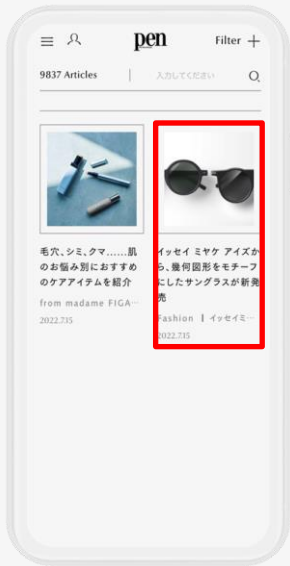 pen
Filter +
9837 Articles
入力してください
毛穴、シミ、クマ……肌
のお悩み別におすすめ
のケアアイテムを紹介
from madame FIGA…
2022.7.15
イッセイ ミヤケ アイズか
ら、幾何図形をモチーフ
にしたサングラスが新発
売
Fashion | イッセイミ…
2022.7.15